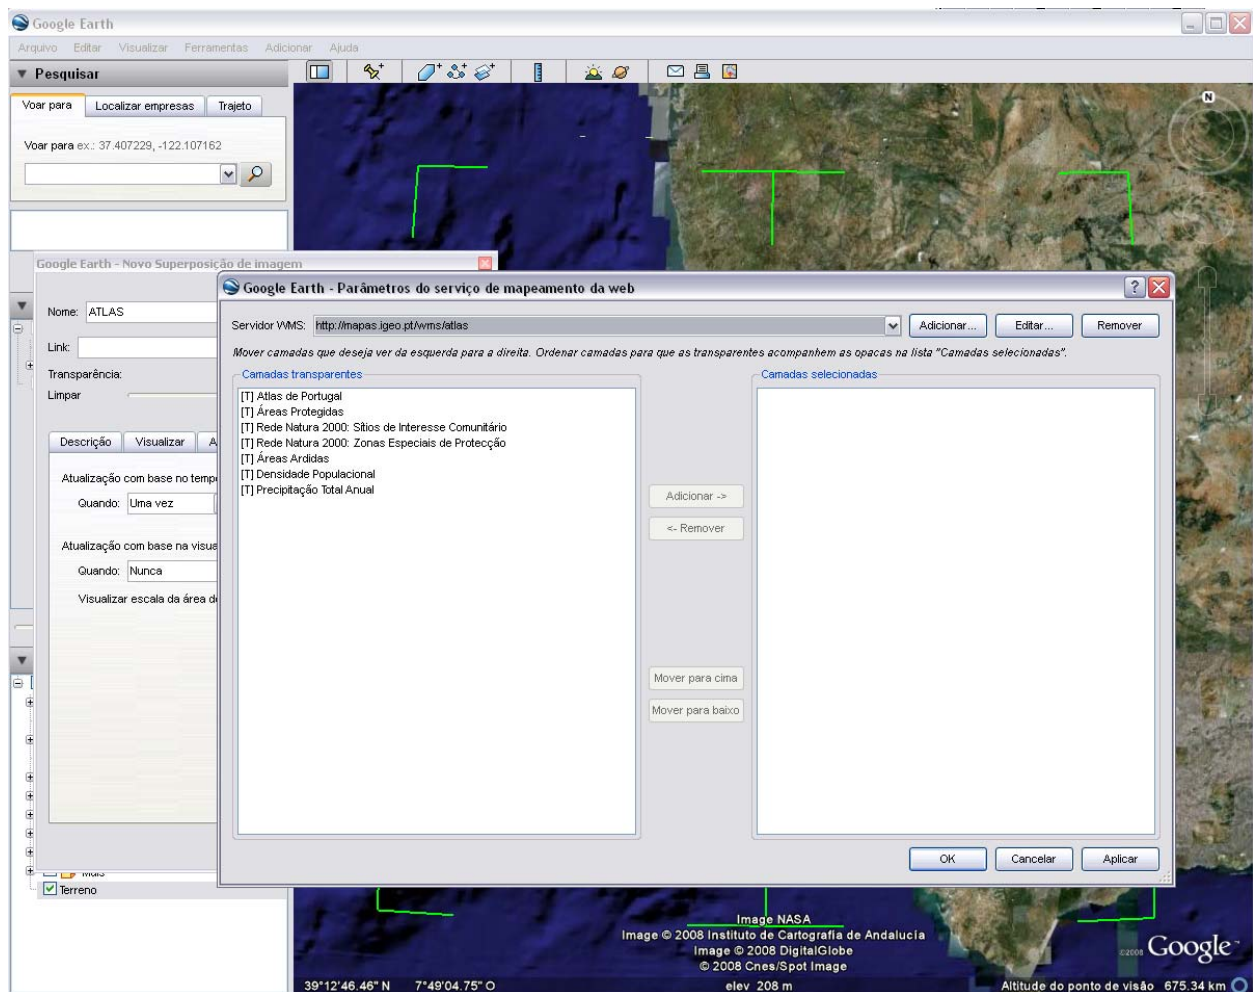 Google Earth
Arquivo Editar Visualizar Ferramentas Adicionar Ajuda
Pesquisar
Voar para Localizar empresas Trajeto
Voar para ex.: 37.407229, -122.107162
N
Google Earth - Novo Superposição de imagem
Nome: ATLAS
Link:
Transparência:
Limpar
Descrição Visualizar A
Atualização com base no temp
Quando: Uma vez
Atualização com base na visua
Quando: Nunca
Visualizar escala da área d
Google Earth - Parâmetros do serviço de mapeamento da web
Servidor WMS: http://mapas.igeo.pt/wms/atlas Adicionar... Editar... Remover
Mover camadas que deseja ver da esquerda para a direita. Ordenar camadas para que as transparentes acompanhem as opacas na lista "Camadas selecionadas".
Camadas transparentes Camadas selecionadas
[T] Atlas de Portugal
[T] Áreas Protegidas
[T] Rede Natura 2000: Sítios de Interesse Comunitário
[T] Rede Natura 2000: Zonas Especiais de Protecção
[T] Áreas Ardidas
[T] Densidade Populacional
[T] Precipitação Total Anual
Adicionar ->
<- Remover
Mover para cima
Mover para baixo
OK Cancelar Aplicar
Mais
Terreno
Image NASA
Image © 2008 Instituto de Cartografía de Andalucía
Image © 2008 DigitalGlobe
© 2008 Cnes/Spot Image
©2008 Google
39°12'46.46" N 7°49'04.75" O elev 208 m Altitude do ponto de visão 675.34 km